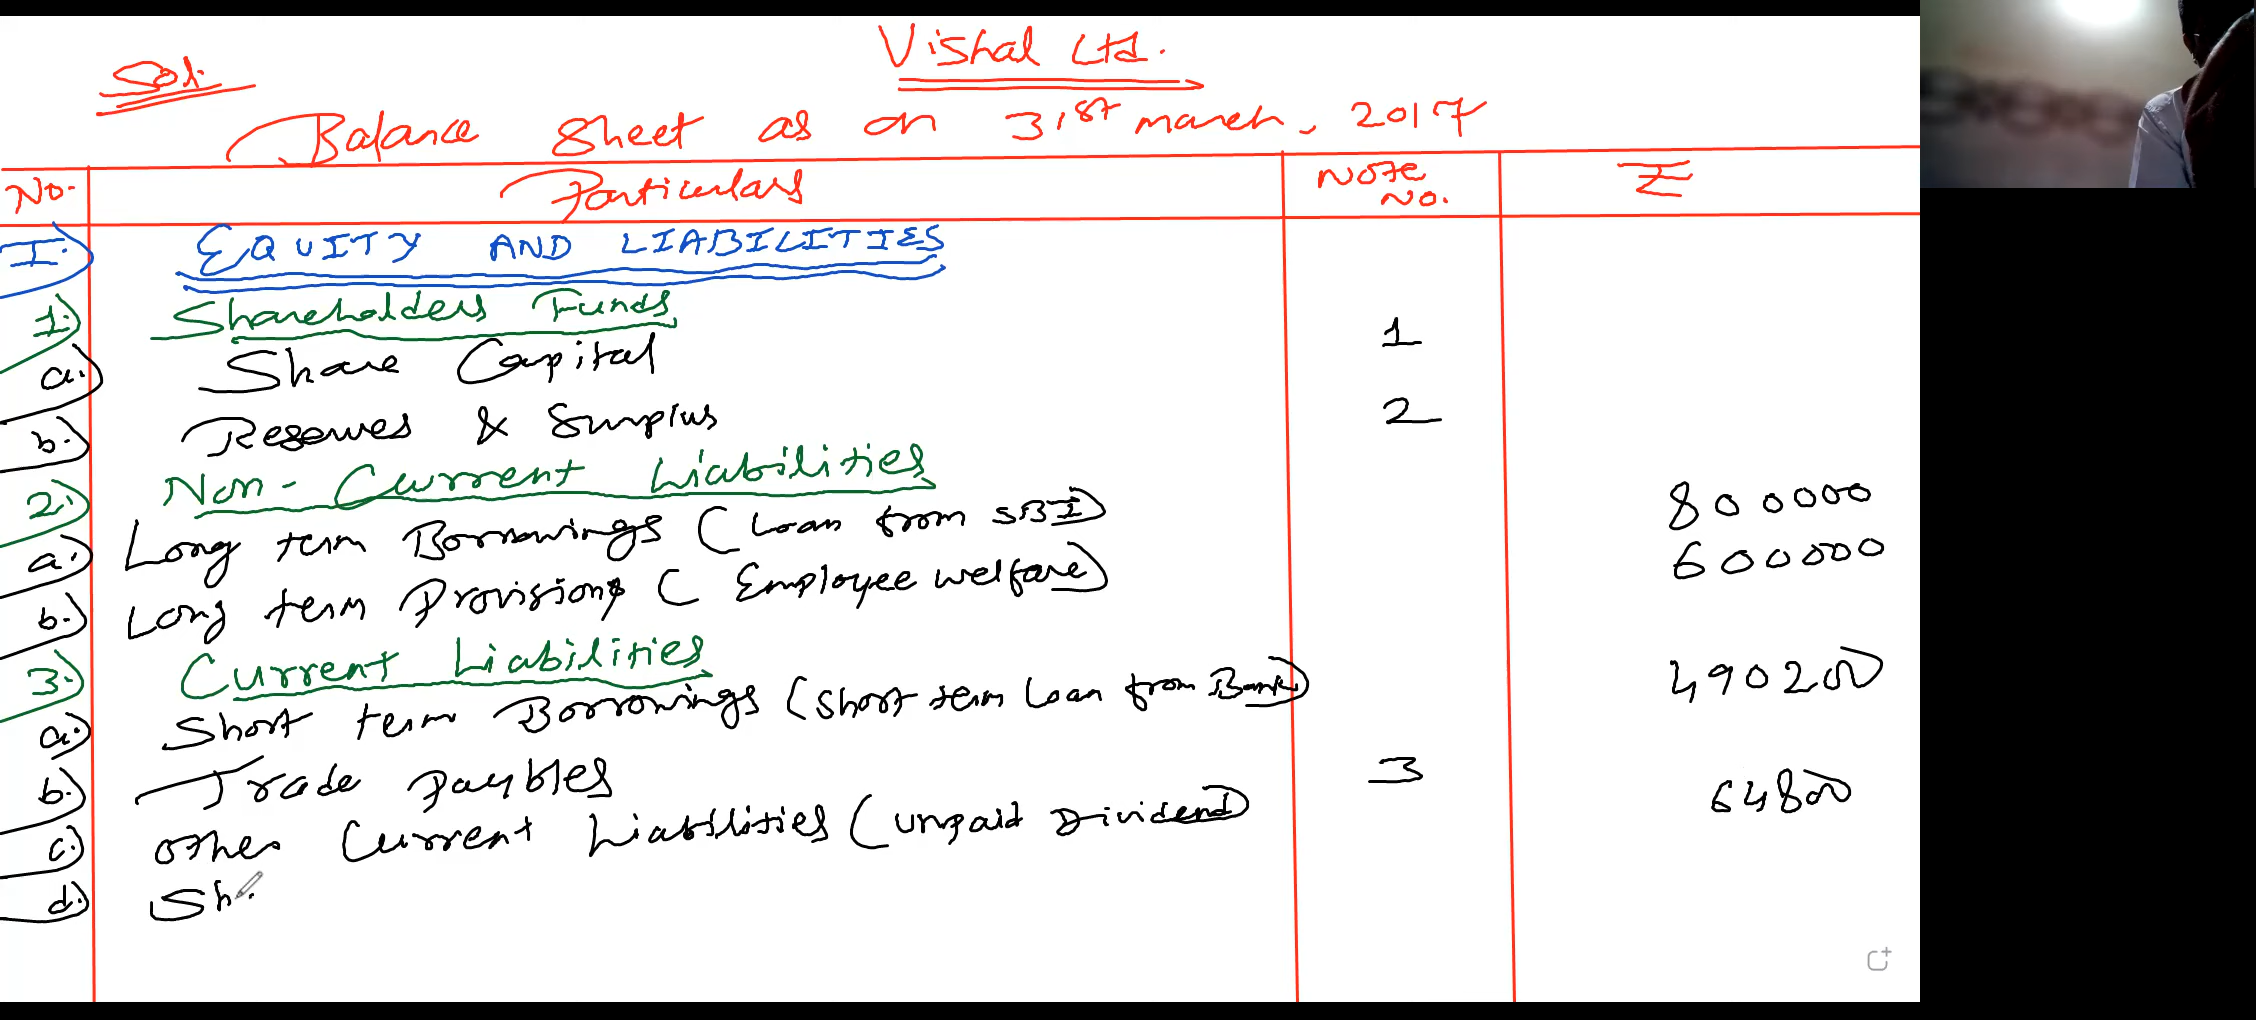 Vishal Ltd.
Sol.
Balance Sheet as on 31st march, 2017
No. Particulars Note No. ₹
I. EQUITY AND LIABILITIES
1. Shareholders Funds
a. Share Capital 1
b. Reserves & Surplus 2
2. Non-Current Liabilities
a. Long term Borrowings (Loan from SBI) 800000
b. Long term Provisions (Employee welfare) 600000
3. Current Liabilities
a. Short term Borrowings (Short term Loan from Bank) 490200
b. Trade Paybles 3
c. Other Current Liabilities (Unpaid Dividend) 64800
d. Sh